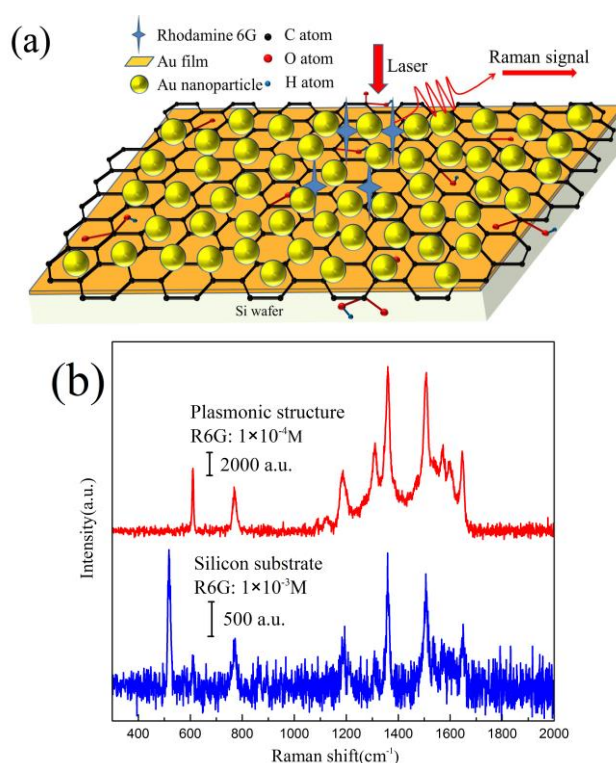 (a)
Rhodamine 6G
C atom
Au film
O atom
Au nanoparticle
H atom
Laser
Raman signal
Si wafer
(b)
Plasmonic structure
R6G: 1×10⁻⁴M
2000 a.u.
Silicon substrate
R6G: 1×10⁻³M
500 a.u.
Intensity(a.u.)
400 600 800 1000 1200 1400 1600 1800 2000
Raman shift(cm⁻¹)